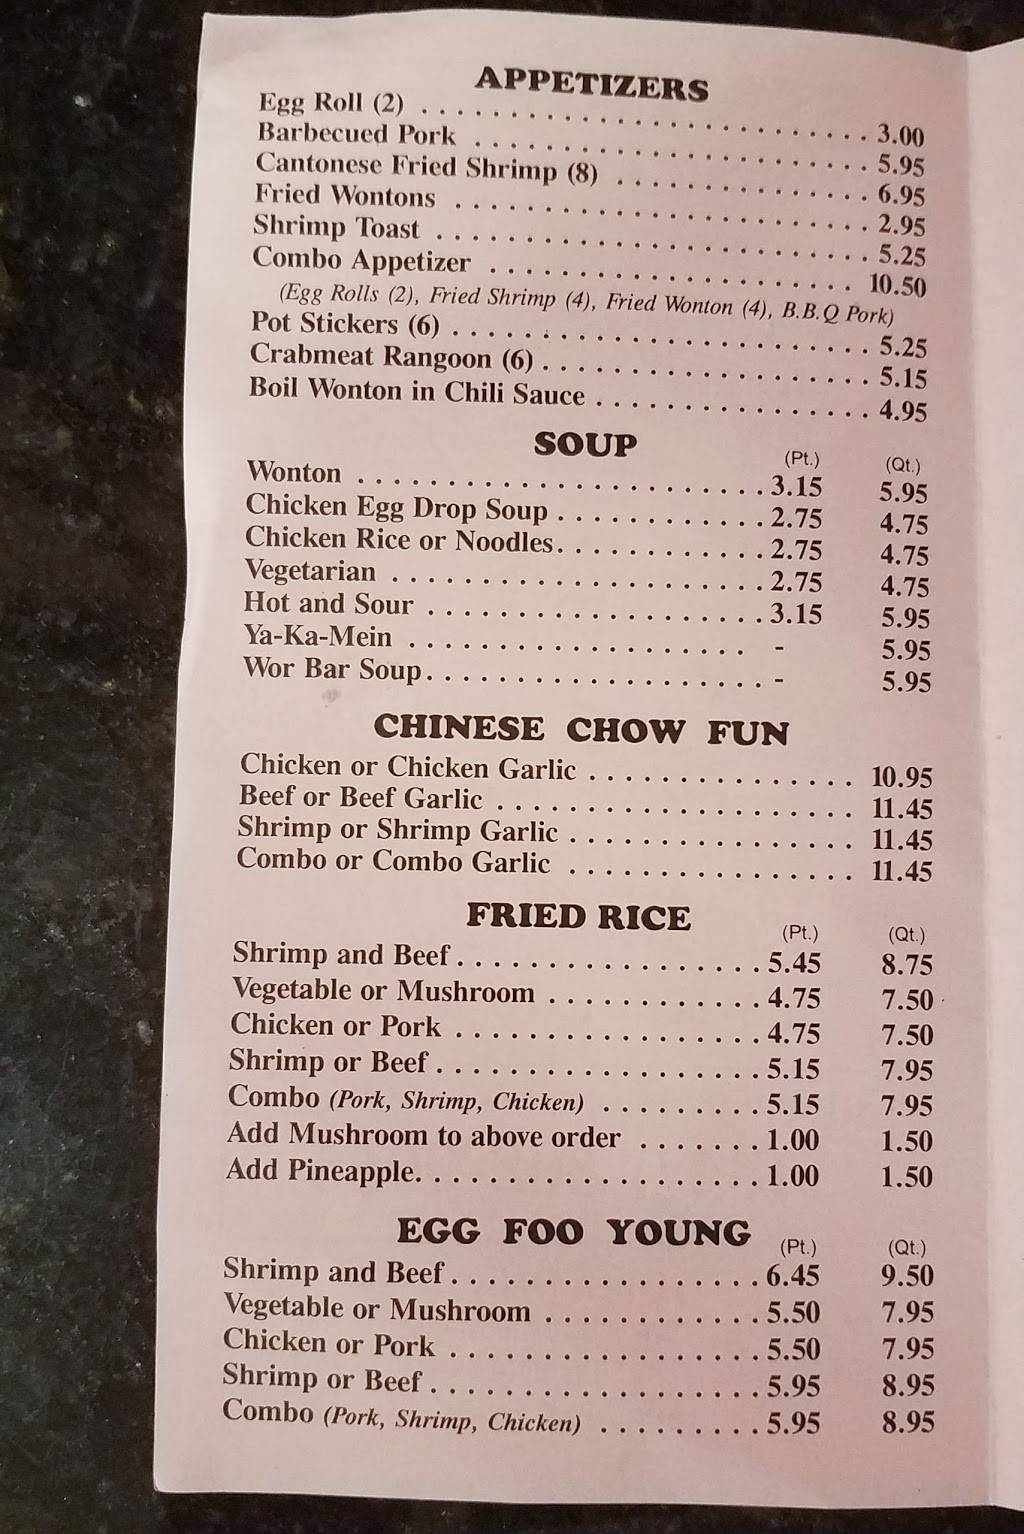 APPETIZERS
Egg Roll (2) . . . . . . . . . . . . . . . . . . . . . . . . . 3.00
Barbecued Pork . . . . . . . . . . . . . . . . . . . . . . 5.95
Cantonese Fried Shrimp (8) . . . . . . . . . . . . . . 6.95
Fried Wontons . . . . . . . . . . . . . . . . . . . . . . . 2.95
Shrimp Toast . . . . . . . . . . . . . . . . . . . . . . . . 5.25
Combo Appetizer . . . . . . . . . . . . . . . . . . . . 10.50
(Egg Rolls (2), Fried Shrimp (4), Fried Wonton (4), B.B.Q Pork)
Pot Stickers (6) . . . . . . . . . . . . . . . . . . . . . . . 5.25
Crabmeat Rangoon (6) . . . . . . . . . . . . . . . . . . 5.15
Boil Wonton in Chili Sauce . . . . . . . . . . . . . . . 4.95
SOUP (Pt.) (Qt.)
Wonton . . . . . . . . . . . . . . . . . . . . . . . 3.15 5.95
Chicken Egg Drop Soup . . . . . . . . . . . . 2.75 4.75
Chicken Rice or Noodles. . . . . . . . . . . . 2.75 4.75
Vegetarian . . . . . . . . . . . . . . . . . . . . . 2.75 4.75
Hot and Sour . . . . . . . . . . . . . . . . . . . 3.15 5.95
Ya-Ka-Mein . . . . . . . . . . . . . . . . . . . - 5.95
Wor Bar Soup. . . . . . . . . . . . . . . . . . . - 5.95
CHINESE CHOW FUN
Chicken or Chicken Garlic . . . . . . . . . . . . . . . 10.95
Beef or Beef Garlic . . . . . . . . . . . . . . . . . . . . 11.45
Shrimp or Shrimp Garlic . . . . . . . . . . . . . . . . 11.45
Combo or Combo Garlic . . . . . . . . . . . . . . . . 11.45
FRIED RICE (Pt.) (Qt.)
Shrimp and Beef . . . . . . . . . . . . . . . . . 5.45 8.75
Vegetable or Mushroom . . . . . . . . . . . . 4.75 7.50
Chicken or Pork . . . . . . . . . . . . . . . . . 4.75 7.50
Shrimp or Beef . . . . . . . . . . . . . . . . . . 5.15 7.95
Combo (Pork, Shrimp, Chicken) . . . . . . . . . 5.15 7.95
Add Mushroom to above order . . . . . . . 1.00 1.50
Add Pineapple. . . . . . . . . . . . . . . . . . . 1.00 1.50
EGG FOO YOUNG (Pt.) (Qt.)
Shrimp and Beef . . . . . . . . . . . . . . . . . 6.45 9.50
Vegetable or Mushroom . . . . . . . . . . . . 5.50 7.95
Chicken or Pork . . . . . . . . . . . . . . . . . 5.50 7.95
Shrimp or Beef . . . . . . . . . . . . . . . . . . 5.95 8.95
Combo (Pork, Shrimp, Chicken) . . . . . . . . . 5.95 8.95